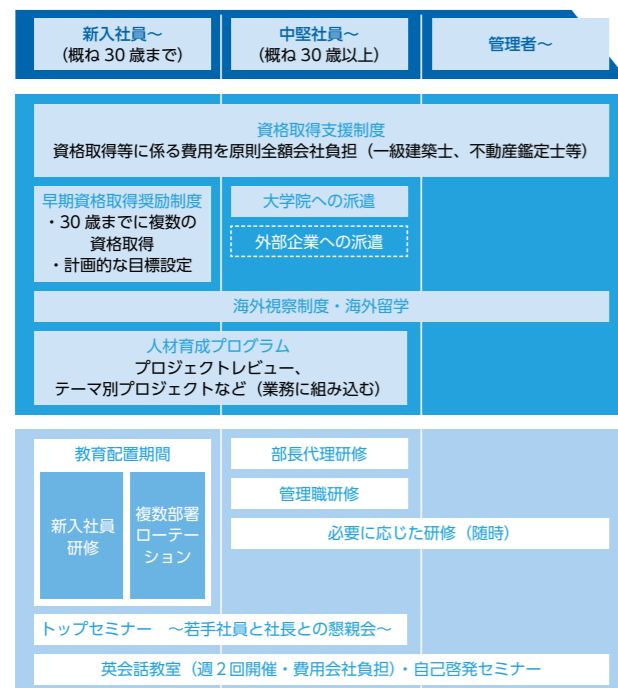 新入社員~
(概ね 30 歳まで)
中堅社員~
(概ね 30 歳以上)
管理者~
資格取得支援制度
資格取得等に係る費用を原則全額会社負担(一級建築士、不動産鑑定士等)
早期資格取得奨励制度
・30 歳までに複数の
資格取得
・計画的な目標設定
大学院への派遣
外部企業への派遣
海外視察制度・海外留学
人材育成プログラム
プロジェクトレビュー、
テーマ別プロジェクトなど(業務に組み込む)
教育配置期間
新入社員
研修
複数部署
ローテー
ション
部長代理研修
管理職研修
必要に応じた研修(随時)
トップセミナー ~若手社員と社長との懇親会~
英会話教室(週2回開催・費用会社負担)・自己啓発セミナー